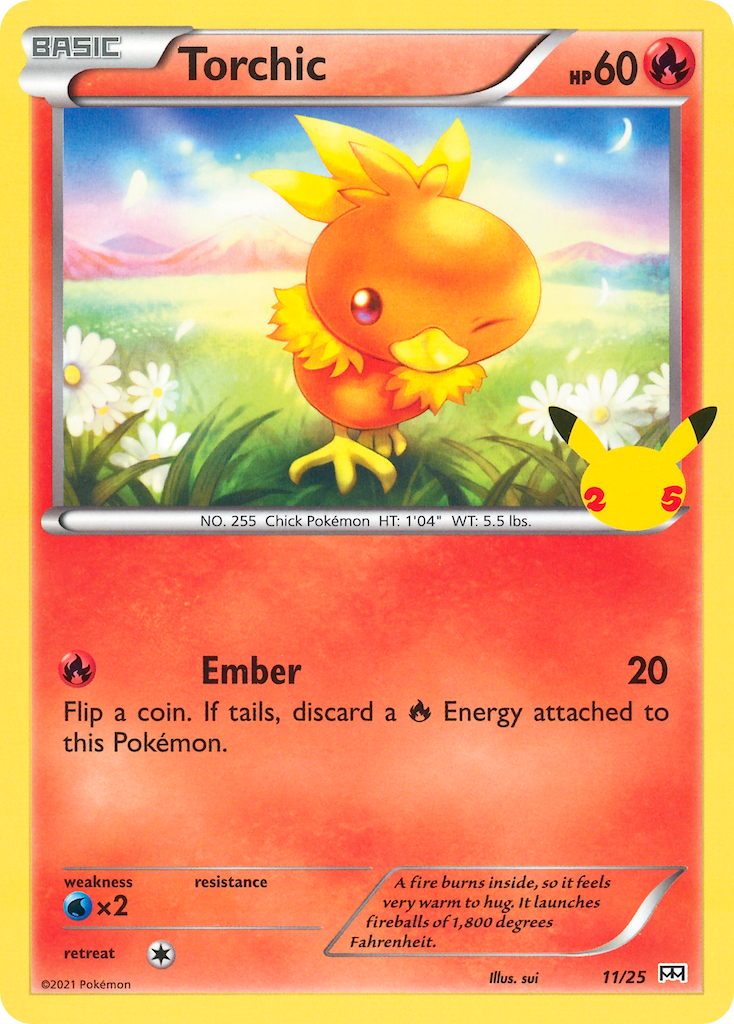 BASIC
Torchic
HP 60
25
NO. 255 Chick Pokémon HT: 1'04" WT: 5.5 lbs.
Ember 20
Flip a coin. If tails, discard a Energy attached to
this Pokémon.
weakness resistance
×2
retreat
A fire burns inside, so it feels
very warm to hug. It launches
fireballs of 1,800 degrees
Fahrenheit.
©2021 Pokémon
Illus. sui
11/25